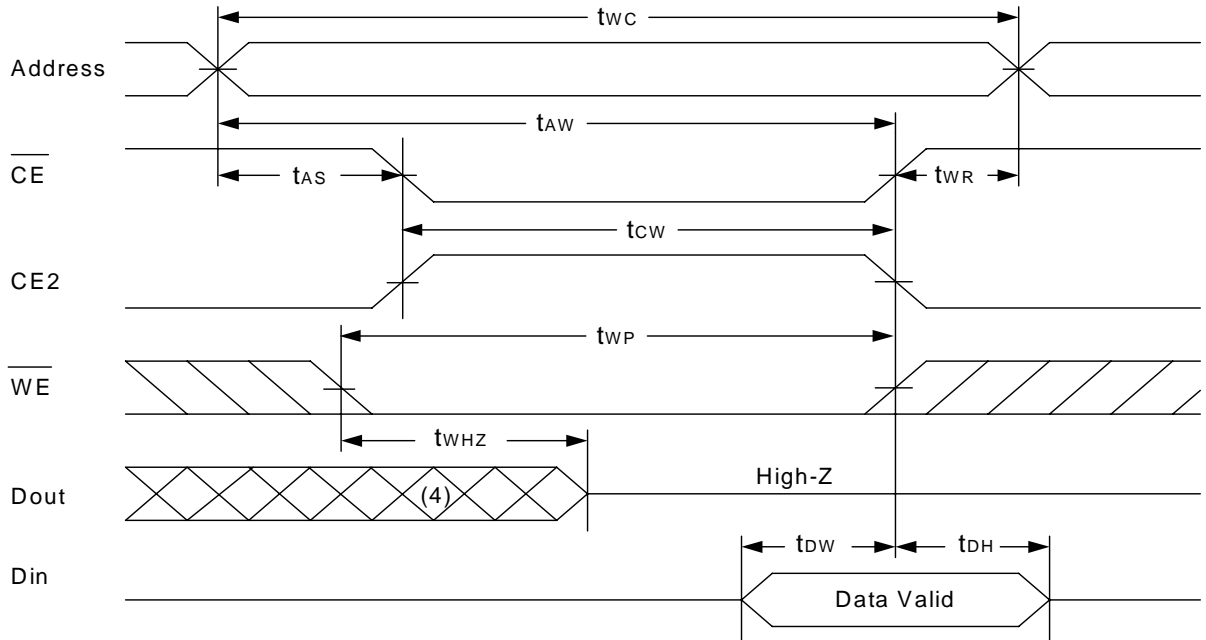 tWC
Address
tAW
CE
tAS
tWR
tCW
CE2
tWP
WE
tWHZ
Dout
(4)
High-Z
tDW
tDH
Din
Data Valid